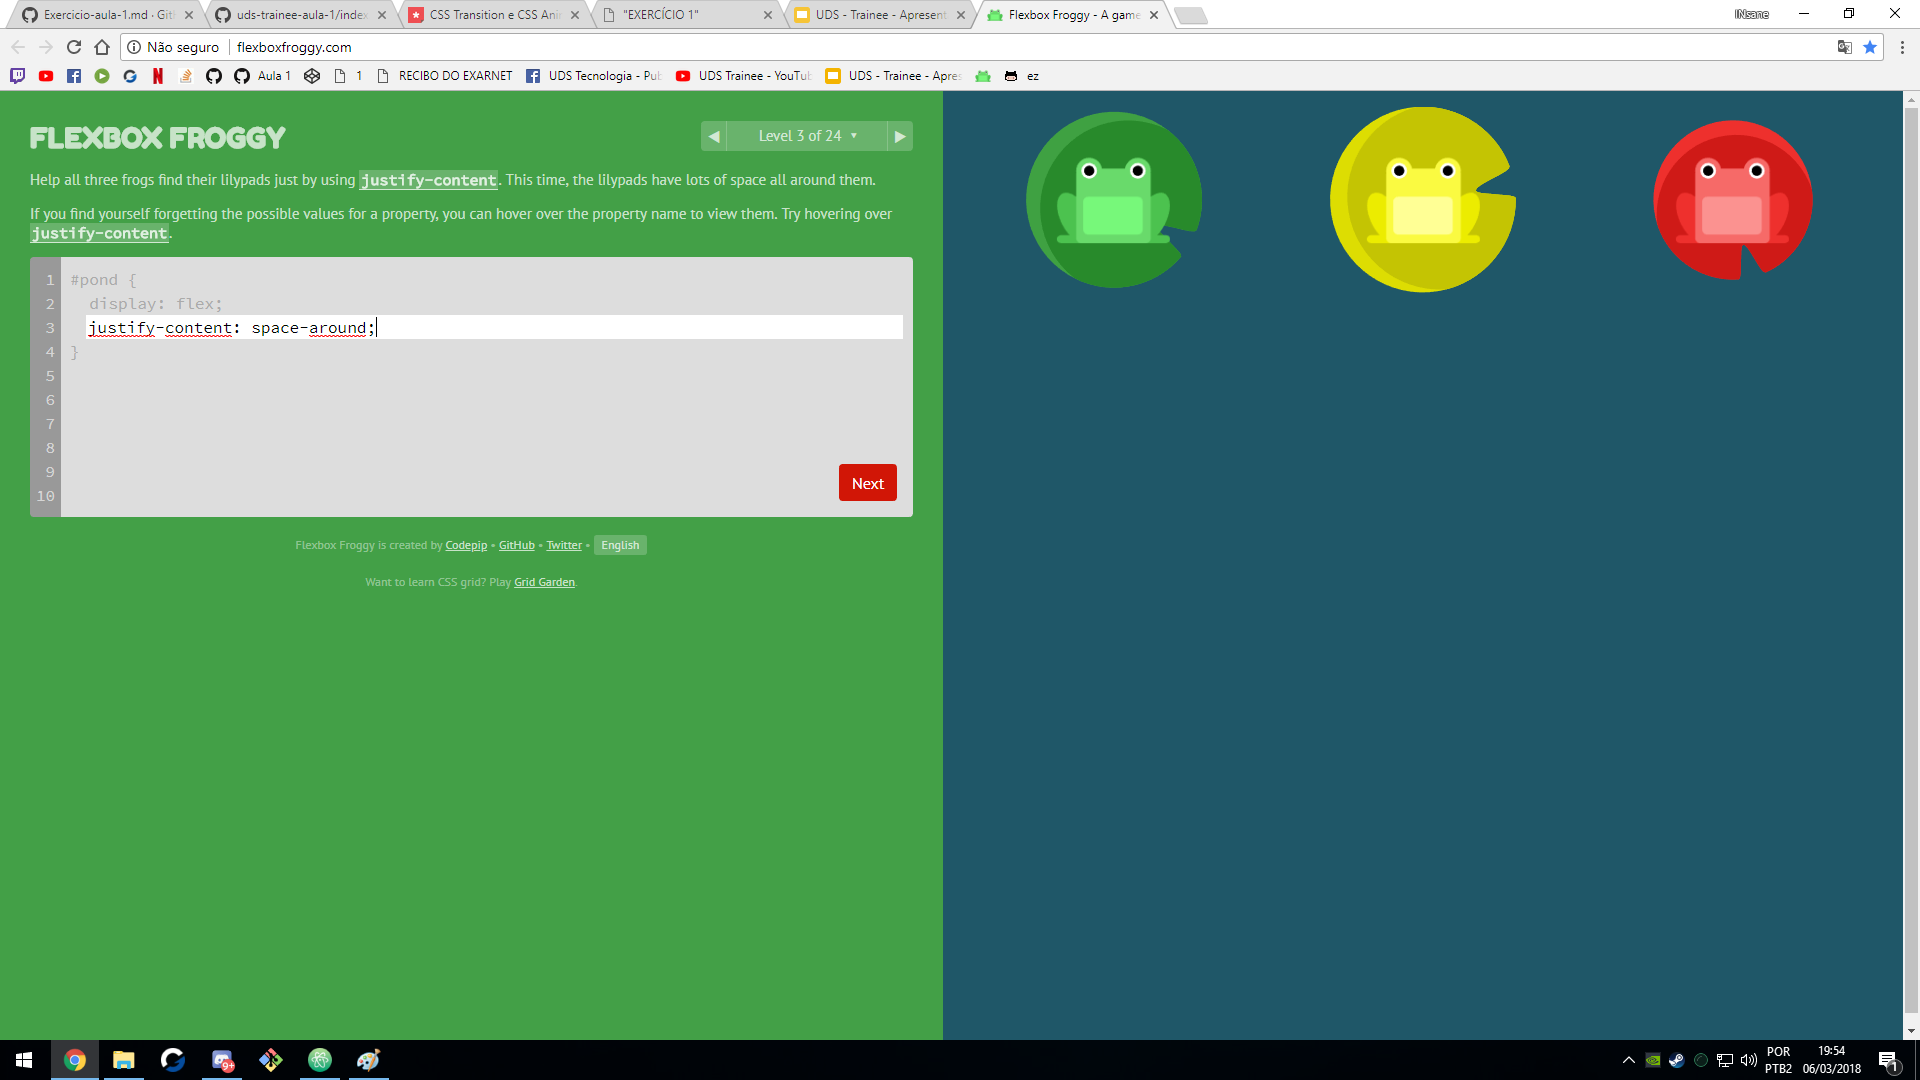 Exercicio-aula-1.md · Git
uds-trainee-aula-1/index
CSS Transition e CSS Ani
"EXERCÍCIO 1"
UDS - Trainee - Apresent
Flexbox Froggy - A game
INsane
Não seguro
flexboxfroggy.com
Aula 1
1
RECIBO DO EXARNET
UDS Tecnologia - Pub
UDS Trainee - YouTub
UDS - Trainee - Apres
ez
FLEXBOX FROGGY
Level 3 of 24
Help all three frogs find their lilypads just by using justify-content. This time, the lilypads have lots of space all around them.
If you find yourself forgetting the possible values for a property, you can hover over the property name to view them. Try hovering over
justify-content.
1 #pond {
2 display: flex;
3 justify-content: space-around;
4 }
5
6
7
8
9
10
Next
Flexbox Froggy is created by Codepip • GitHub • Twitter • English
Want to learn CSS grid? Play Grid Garden.
9+
POR
PTB2
19:54
06/03/2018
1